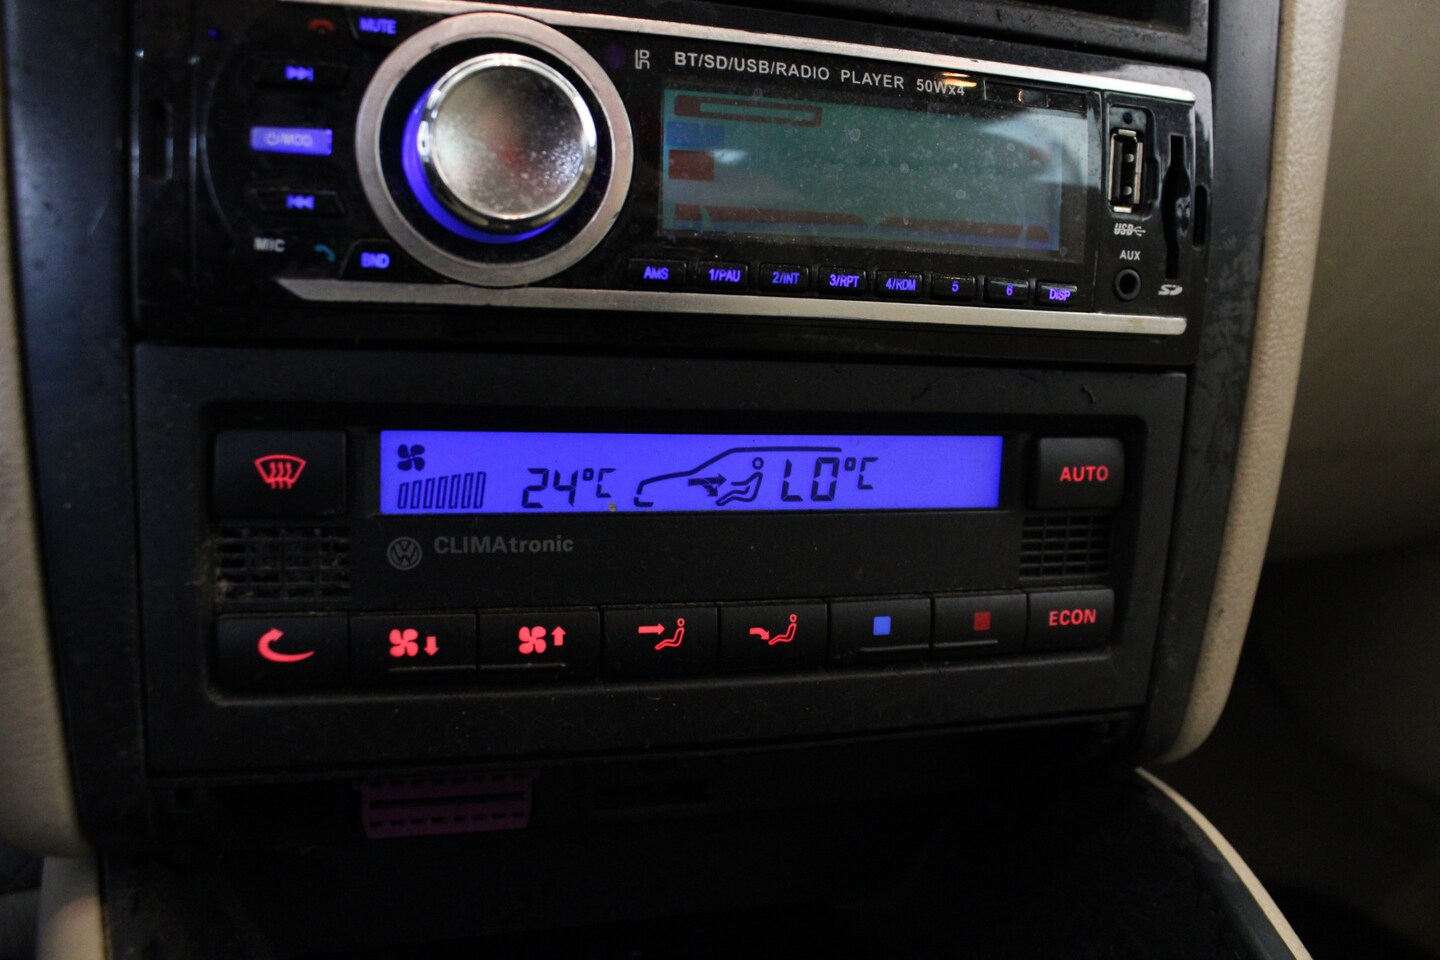 MUTE
BT/SD/USB/RADIO PLAYER 50Wx4
MOD
MIC
BND
USB
AUX
SD
AMS 1/PAU 2/INT 3/RPT 4/RDM 5 6 DISP
24°C LO°C
AUTO
CLIMAtronic
ECON